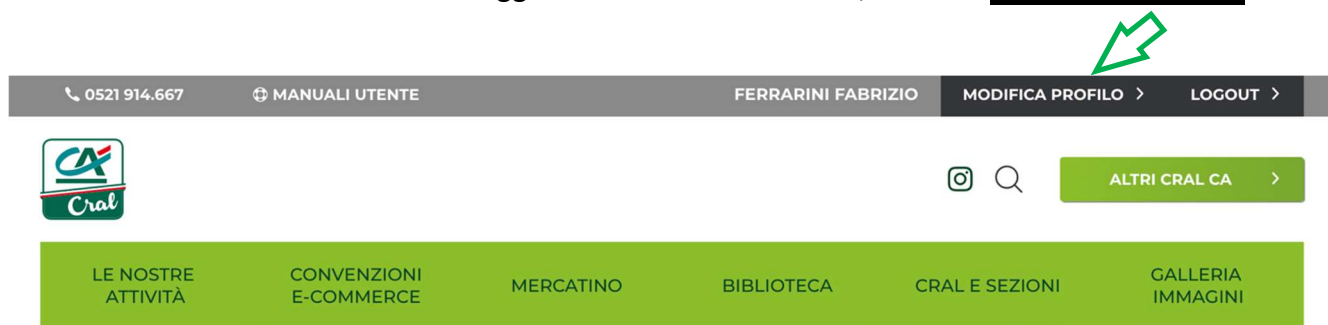 0521 914.667 MANUALI UTENTE FERRARINI FABRIZIO MODIFICA PROFILO > LOGOUT >
CA
Cral
ALTRI CRAL CA >
LE NOSTRE ATTIVITÀ
CONVENZIONI E-COMMERCE
MERCATINO
BIBLIOTECA
CRAL E SEZIONI
GALLERIA IMMAGINI